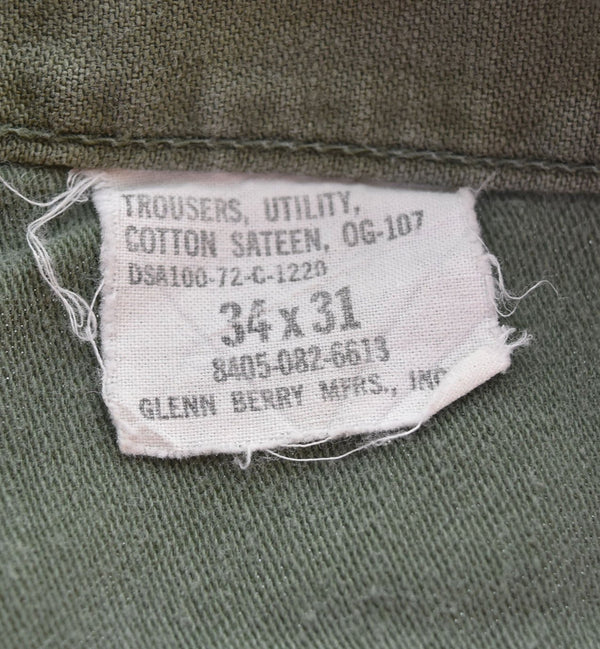 TROUSERS, UTILITY,
COTTON SATEEN, OG-107
DSA100-72-C-1220
34 x 31
8405-082-6613
GLENN BERRY MFRS., INC